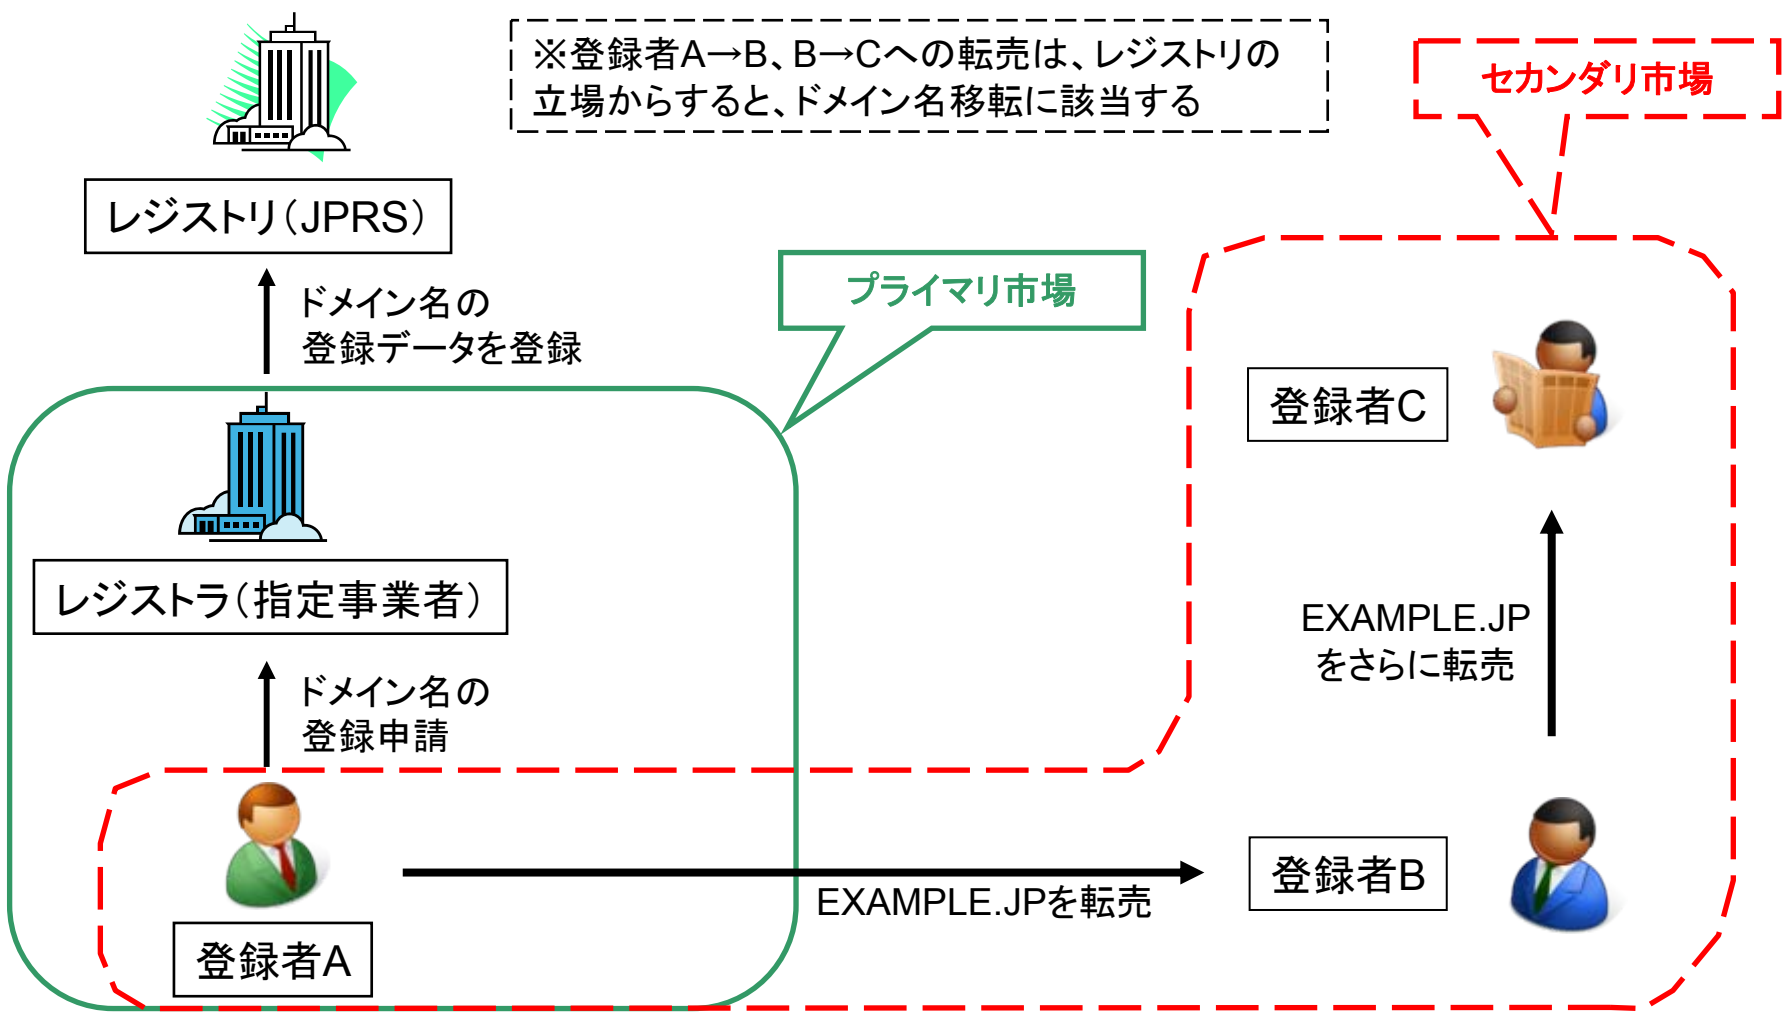 ※登録者A→B、B→Cへの転売は、レジストリの
立場からすると、ドメイン名移転に該当する
セカンダリ市場
レジストリ（JPRS）
プライマリ市場
ドメイン名の
登録データを登録
登録者C
レジストラ（指定事業者）
EXAMPLE.JP
をさらに転売
ドメイン名の
登録申請
登録者B
EXAMPLE.JPを転売
登録者A